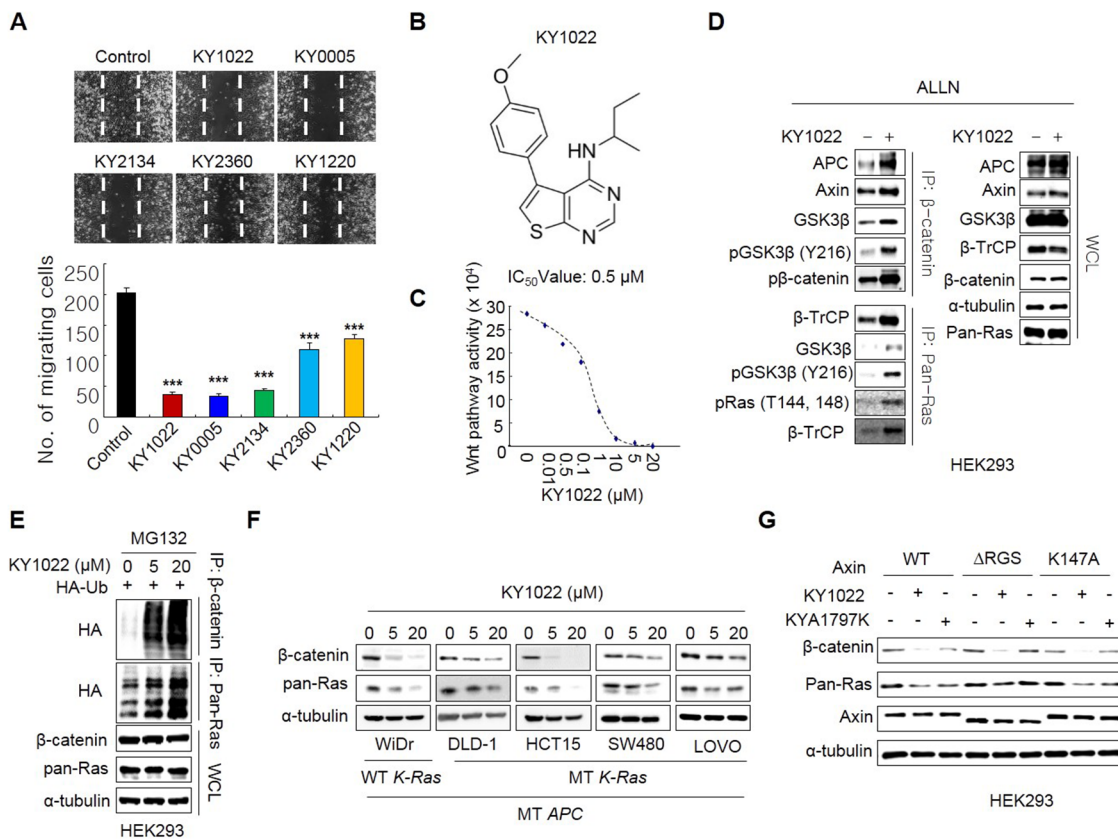 A
Control
KY1022
KY0005
KY2134
KY2360
KY1220
No. of migrating cells
250
200
150
100
50
0
***
***
***
***
***
Control
KY1022
KY0005
KY2134
KY2360
KY1220
B
KY1022
O
HN
N
N
S
IC50Value: 0.5 μM
C
Wnt pathway activity (x 10⁴)
35
30
25
20
15
10
5
0
0
0.01
0.5
0.1
1
10
5
20
KY1022 (μM)
D
ALLN
KY1022 - +
APC
Axin
GSK3β
pGSK3β (Y216)
pβ-catenin
IP: β-catenin
β-TrCP
GSK3β
pGSK3β (Y216)
pRas (T144, 148)
β-TrCP
IP: Pan-Ras
KY1022 - +
APC
Axin
GSK3β
β-TrCP
β-catenin
α-tubulin
Pan-Ras
WCL
HEK293
E
MG132
KY1022 (μM) 0 5 20
HA-Ub + + +
HA
IP: β-catenin
HA
IP: Pan-Ras
β-catenin
pan-Ras
α-tubulin
WCL
HEK293
F
KY1022 (μM)
0 5 20 0 5 20 0 5 20 0 5 20 0 5 20
β-catenin
pan-Ras
α-tubulin
WiDr DLD-1 HCT15 SW480 LOVO
WT K-Ras MT K-Ras
MT APC
G
Axin WT ΔRGS K147A
KY1022 - + - - + - - + -
KYA1797K - - + - - + - - +
β-catenin
Pan-Ras
Axin
α-tubulin
HEK293